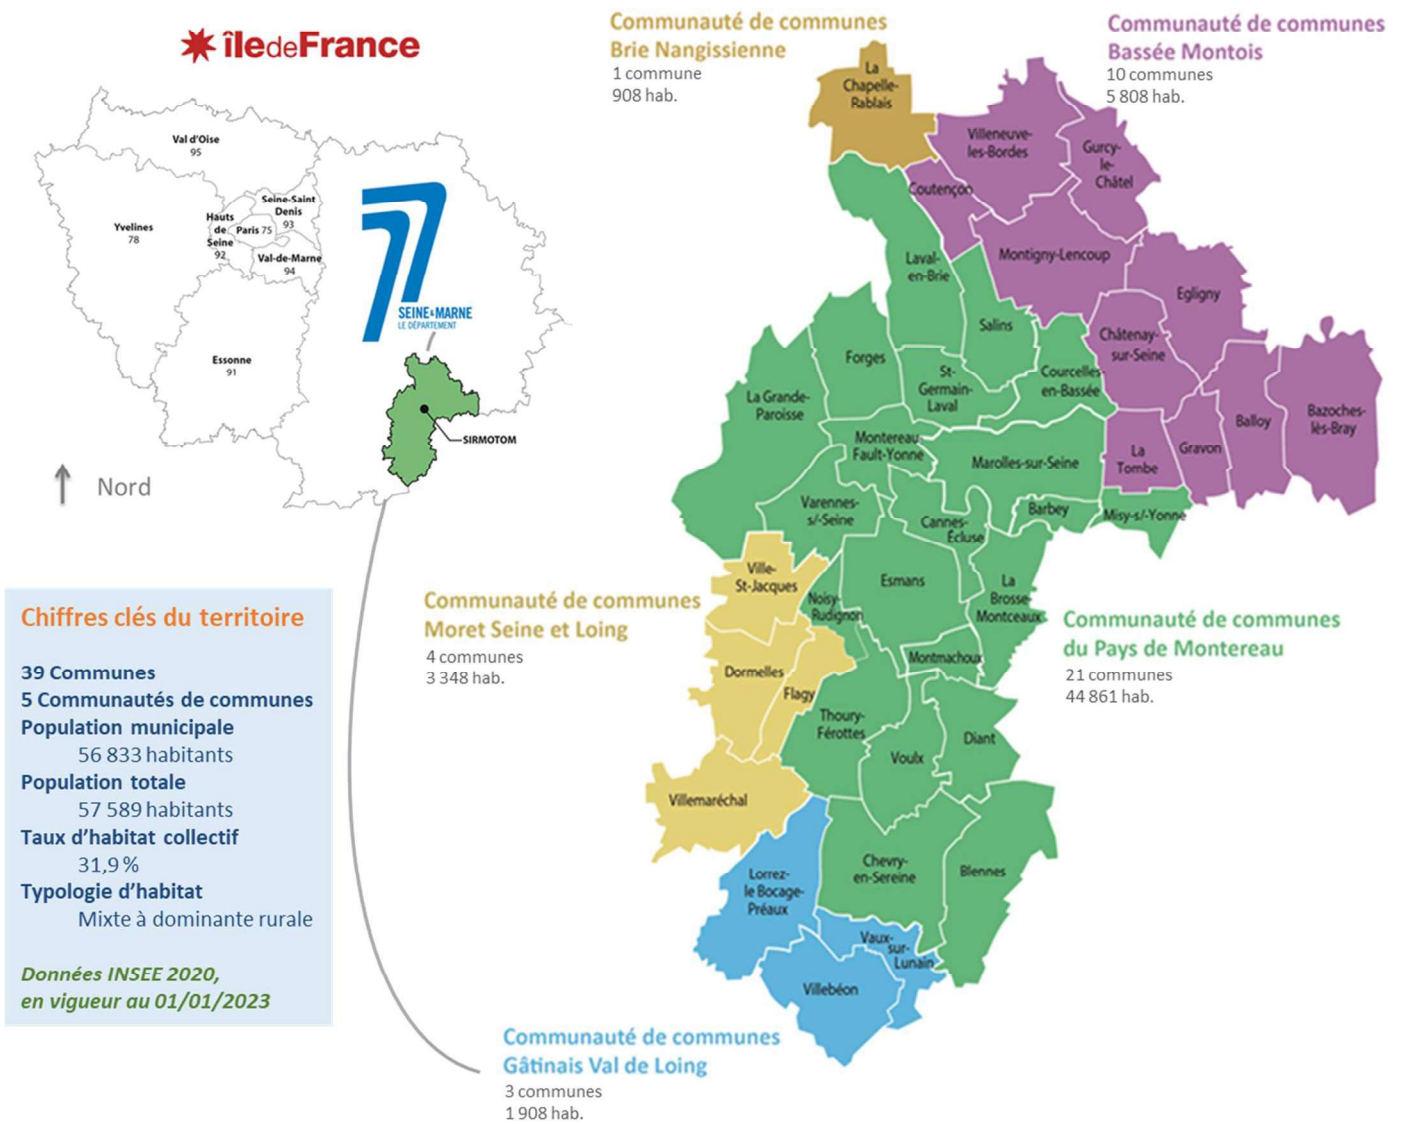 îledeFrance
Val d'Oise
95
Yvelines
78
Hauts
de
Seine
92
Paris 75
Seine-Saint
Denis
93
Val-de-Marne
94
Essonne
91
77
SEINE&MARNE
LE DÉPARTEMENT
SIRMOTOM
Nord
Chiffres clés du territoire
39 Communes
5 Communautés de communes
Population municipale
56 833 habitants
Population totale
57 589 habitants
Taux d'habitat collectif
31,9 %
Typologie d'habitat
Mixte à dominante rurale
Données INSEE 2020,
en vigueur au 01/01/2023
Communauté de communes
Brie Nangissienne
1 commune
908 hab.
Communauté de communes
Bassée Montois
10 communes
5 808 hab.
Communauté de communes
Moret Seine et Loing
4 communes
3 348 hab.
Communauté de communes
du Pays de Montereau
21 communes
44 861 hab.
Communauté de communes
Gâtinais Val de Loing
3 communes
1 908 hab.
La
Chapelle-
Rablais
Villeneuve-
les-Bordes
Gurcy-
le-
Châtel
Coutençon
Montigny-Lencoup
Egligny
Châtenay-
sur-Seine
Balloy
Bazoches-
lès-Bray
Gravon
La
Tombe
Laval-
en-Brie
Salins
Forges
St-
Germain-
Laval
Courcelles-
en-Bassée
La Grande-
Paroisse
Montereau-
Fault-Yonne
Marolles-sur-Seine
Varennes-
s/-Seine
Cannes-
Écluse
Barbey
Misy-s/-Yonne
Ville-
St-Jacques
Noisy-
Rudignon
Esmans
La
Brosse-
Montceaux
Dormelles
Flagy
Montmachoux
Thoury-
Férottes
Voulx
Diant
Villemaréchal
Lorrez-
le Bocage-
Préaux
Chevry-
en-Sereine
Blennes
Vaux-
sur-
Lunain
Villebéon